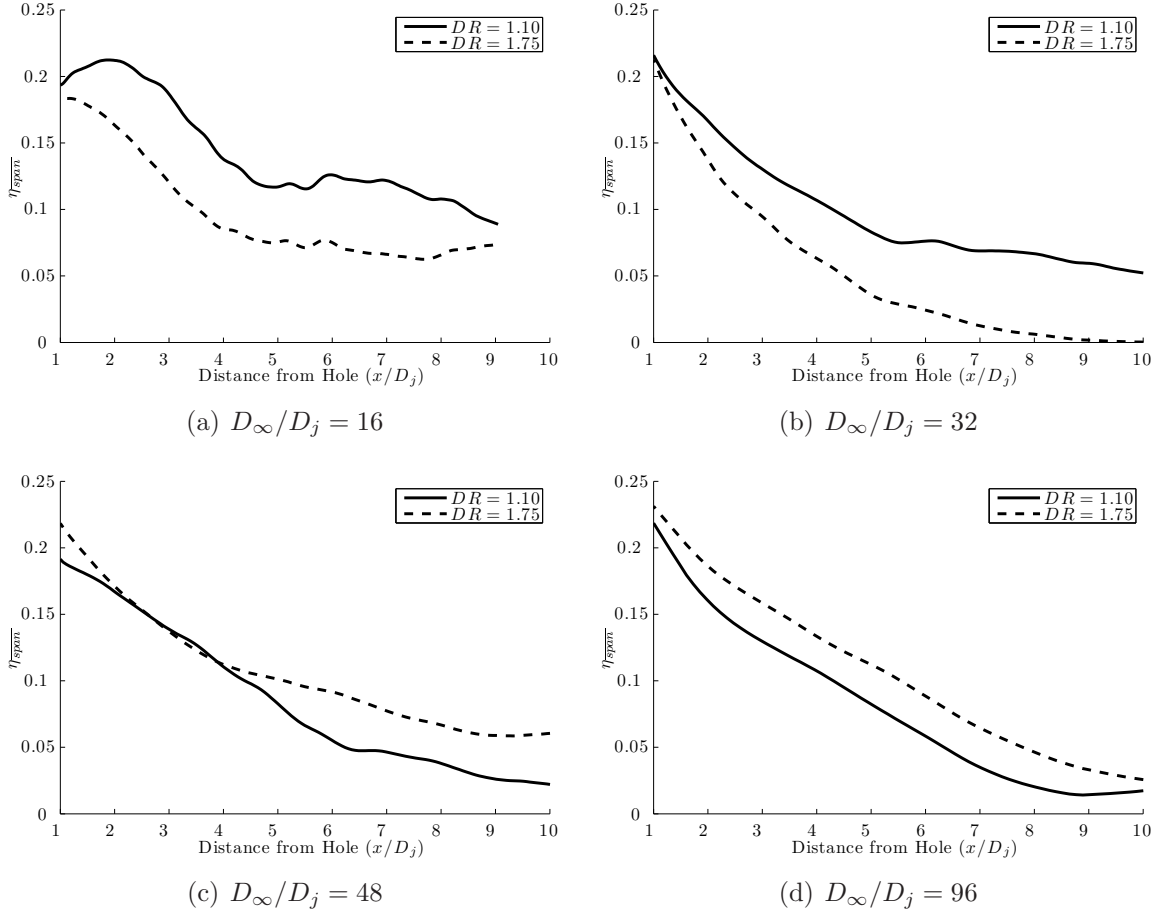 0.25
0.2
0.15
0.1
0.05
0
η_span
DR = 1.10
DR = 1.75
1 2 3 4 5 6 7 8 9 10
Distance from Hole (x/D_j)
(a) D_∞/D_j = 16
0.25
0.2
0.15
0.1
0.05
0
η_span
DR = 1.10
DR = 1.75
1 2 3 4 5 6 7 8 9 10
Distance from Hole (x/D_j)
(b) D_∞/D_j = 32
0.25
0.2
0.15
0.1
0.05
0
η_span
DR = 1.10
DR = 1.75
1 2 3 4 5 6 7 8 9 10
Distance from Hole (x/D_j)
(c) D_∞/D_j = 48
0.25
0.2
0.15
0.1
0.05
0
η_span
DR = 1.10
DR = 1.75
1 2 3 4 5 6 7 8 9 10
Distance from Hole (x/D_j)
(d) D_∞/D_j = 96